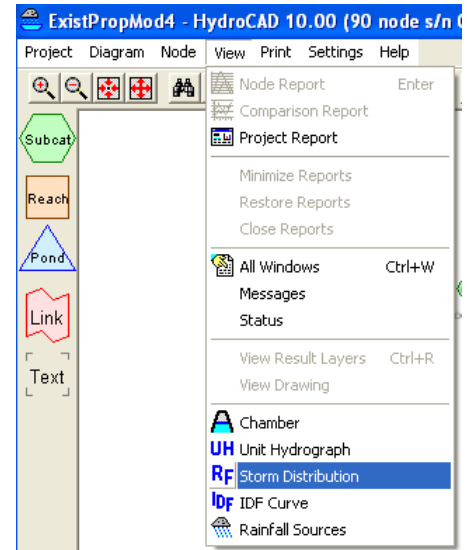 ExistPropMod4 - HydroCAD 10.00 (90 node s/n
Project Diagram Node View Print Settings Help
Node Report Enter
Comparison Report
Project Report
Minimize Reports
Restore Reports
Close Reports
All Windows Ctrl+W
Messages
Status
View Result Layers Ctrl+R
View Drawing
Chamber
UH Unit Hydrograph
RF Storm Distribution
IDF IDF Curve
Rainfall Sources
Subcat
Reach
Pond
Link
Text